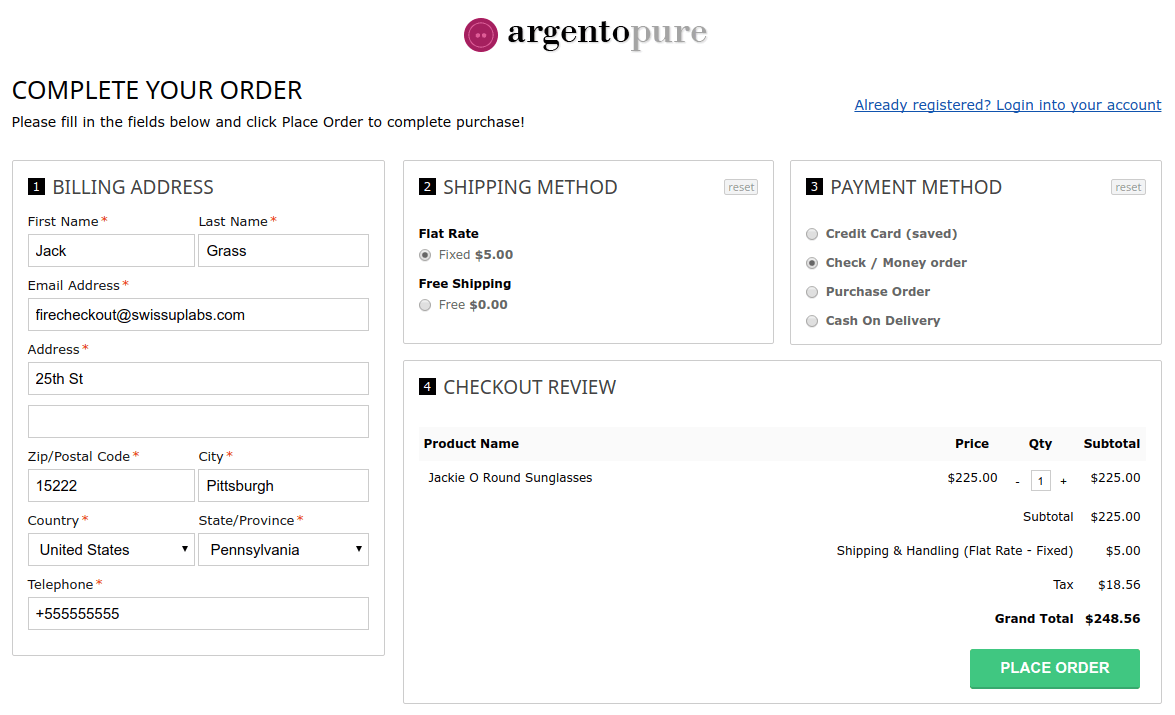 argentopure
COMPLETE YOUR ORDER
Already registered? Login into your account
Please fill in the fields below and click Place Order to complete purchase!
1 BILLING ADDRESS
First Name* Last Name*
Jack Grass
Email Address*
firecheckout@swissuplabs.com
Address*
25th St
Zip/Postal Code* City*
15222 Pittsburgh
Country* State/Province*
United States Pennsylvania
Telephone*
+555555555
2 SHIPPING METHOD reset
Flat Rate
Fixed $5.00
Free Shipping
Free $0.00
3 PAYMENT METHOD reset
Credit Card (saved)
Check / Money order
Purchase Order
Cash On Delivery
4 CHECKOUT REVIEW
Product Name Price Qty Subtotal
Jackie O Round Sunglasses $225.00 - 1 + $225.00
Subtotal $225.00
Shipping & Handling (Flat Rate - Fixed) $5.00
Tax $18.56
Grand Total $248.56
PLACE ORDER